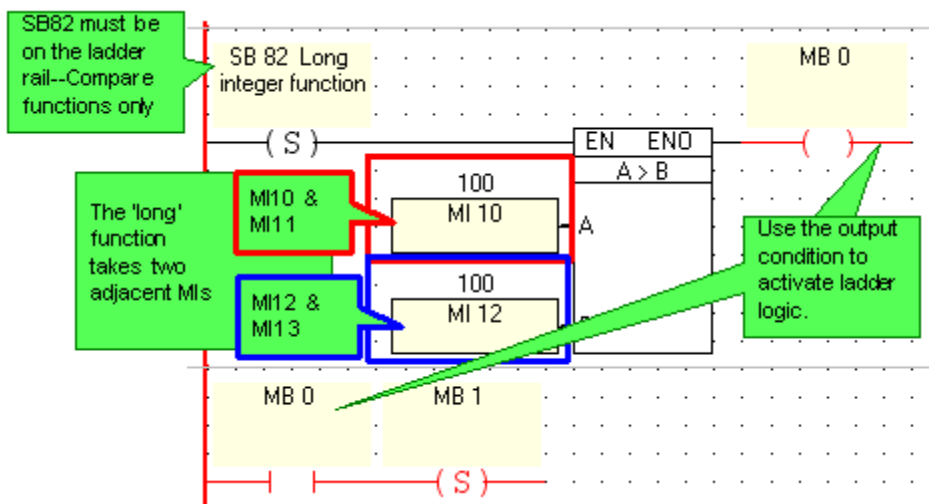 SB82 must be
on the ladder
rail--Compare
functions only
SB 82 Long
integer function
MB 0
( S )
( )
EN ENO
A > B
The 'long'
function
takes two
adjacent MIs
MI10 &
MI11
100
MI 10
A
MI12 &
MI13
100
MI 12
Use the output
condition to
activate ladder
logic.
MB 0
MB 1
( S )